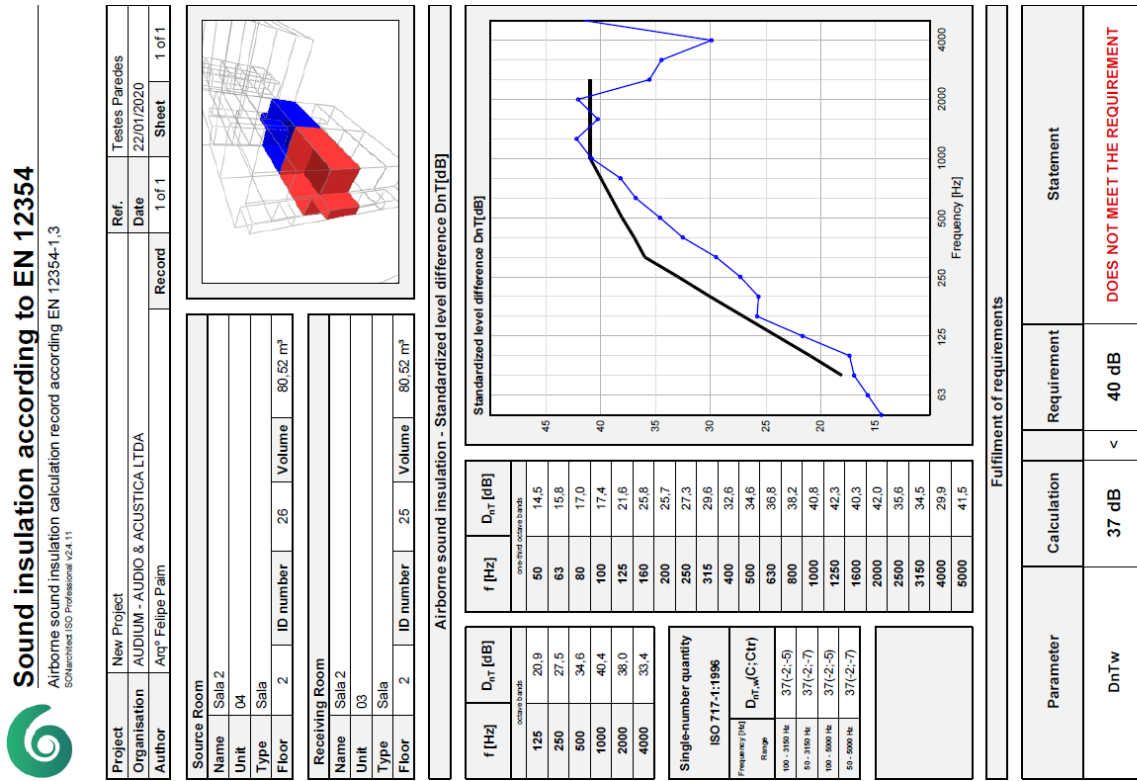 Sound insulation according to EN 12354
Airborne sound insulation calculation record according EN 12354-1,3
SONarchitect ISO Professional v2.4.11
Project New Project Ref. Testes Paredes
Organisation AUDIUM - AUDIO & ACUSTICA LTDA Date 22/01/2020
Author Arqº Felipe Paim Record 1 of 1 Sheet 1 of 1
Source Room
Name Sala 2
Unit 04
Type Sala
Floor 2 ID number 26 Volume 80,52 m³
Receiving Room
Name Sala 2
Unit 03
Type Sala
Floor 2 ID number 25 Volume 80,52 m³
Airborne sound insulation - Standardized level difference DnT[dB]
f [Hz] DnT [dB]
octave bands
125 20,9
250 27,5
500 34,6
1000 40,4
2000 38,0
4000 33,4
Single-number quantity
ISO 717-1:1996
Frequency [Hz] Range DnT,w(C;Ctr)
100 - 3150 Hz 37(-2;-5)
50 - 3150 Hz 37(-2;-7)
100 - 5000 Hz 37(-2;-5)
50 - 5000 Hz 37(-2;-7)
f [Hz] DnT [dB]
one-third octave bands
50 14,5
63 15,8
80 17,0
100 17,4
125 21,6
160 25,8
200 25,7
250 27,3
315 29,6
400 32,6
500 34,6
630 36,8
800 38,2
1000 40,8
1250 42,3
1600 40,3
2000 42,0
2500 35,6
3150 34,5
4000 29,9
5000 41,5
Standardized level difference DnT[dB]
45
40
35
30
25
20
15
63 125 250 500 1000 2000 4000
Frequency [Hz]
Fulfilment of requirements
Parameter Calculation Requirement Statement
DnTw 37 dB < 40 dB DOES NOT MEET THE REQUIREMENT